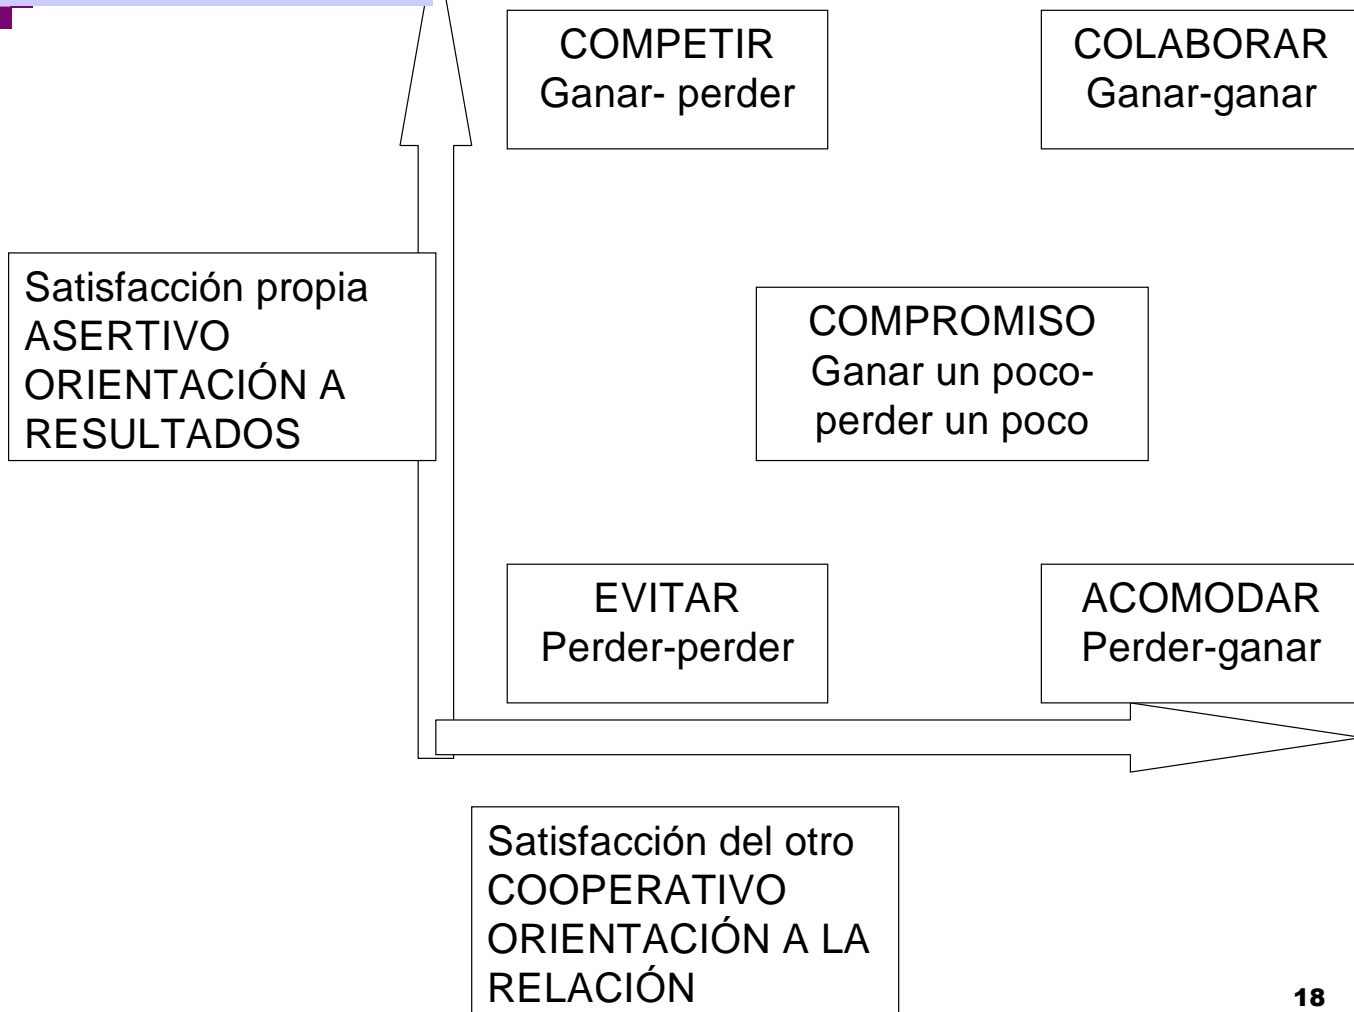 COMPETIR
Ganar- perder
COLABORAR
Ganar-ganar
Satisfacción propia
ASERTIVO
ORIENTACIÓN A
RESULTADOS
COMPROMISO
Ganar un poco-
perder un poco
EVITAR
Perder-perder
ACOMODAR
Perder-ganar
Satisfacción del otro
COOPERATIVO
ORIENTACIÓN A LA
RELACIÓN
18